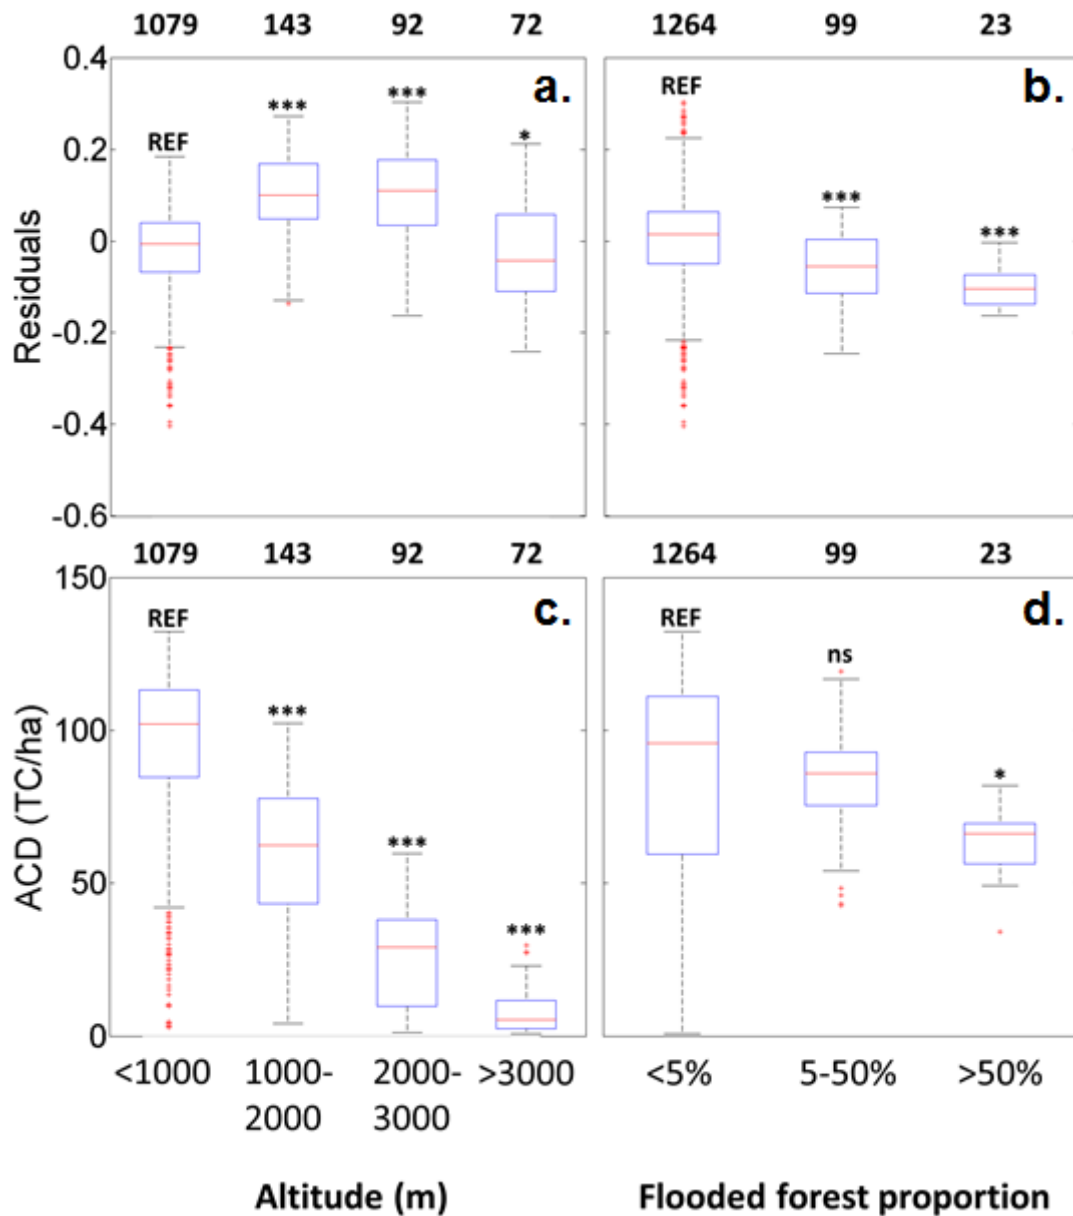 1079 143 92 72 1264 99 23
0.4
a.
b.
REF
***
***
*
REF
***
***
0.2
0
-0.2
-0.4
-0.6
Residuals
1079 143 92 72 1264 99 23
150
c.
d.
REF
***
***
***
REF
ns
*
100
50
0
ACD (TC/ha)
<1000 1000- 2000- >3000 <5% 5-50% >50%
2000 3000
Altitude (m) Flooded forest proportion